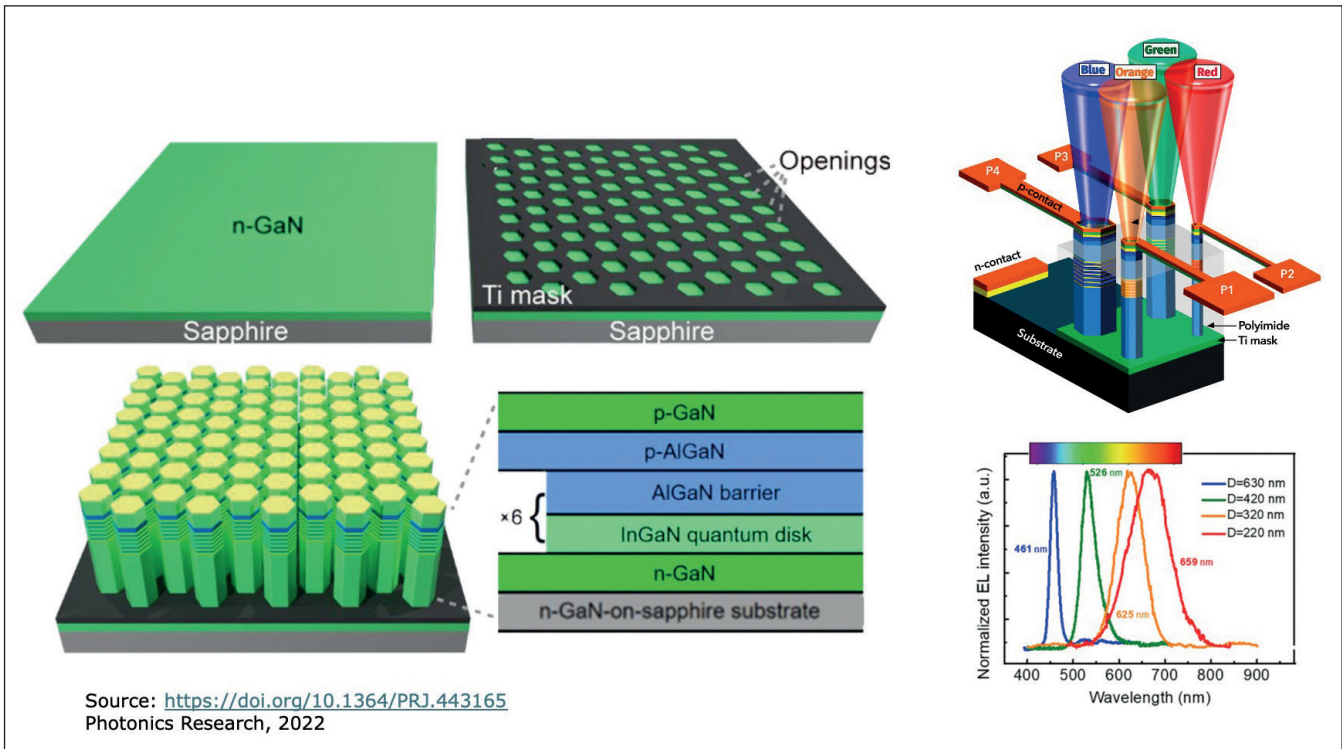 n-GaN
Sapphire
Openings
Ti mask
Sapphire
p-GaN
p-AlGaN
AlGaN barrier
×6 {
InGaN quantum disk
n-GaN
n-GaN-on-sapphire substrate
Green
Blue
Orange
Red
P3
P4
p-contact
n-contact
P2
P1
Substrate
Polyimide
Ti mask
526 nm
D=630 nm
D=420 nm
D=320 nm
D=220 nm
461 nm
659 nm
625 nm
Normalized EL intensity (a.u.)
400 500 600 700 800 900
Wavelength (nm)
Source: https://doi.org/10.1364/PRJ.443165
Photonics Research, 2022